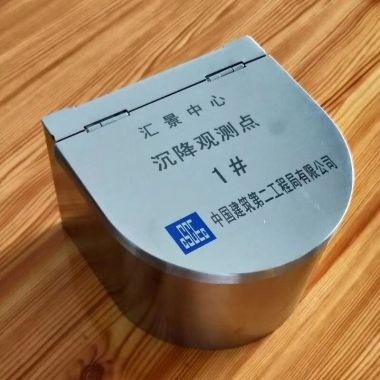 汇景中心
沉降观测点
1#
中国建筑第二工程局有限公司